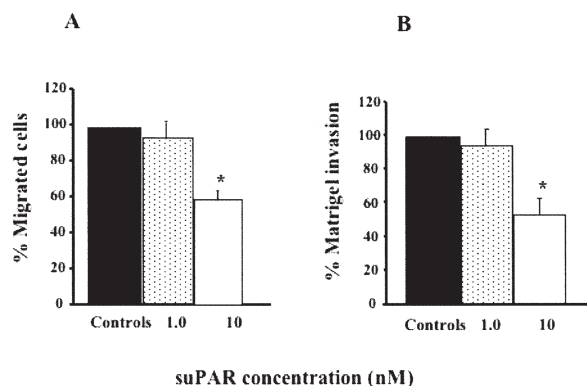 A
% Migrated cells
120
100
80
60
40
20
0
*
Controls 1.0 10
B
% Matrigel invasion
120
100
80
60
40
20
0
*
Controls 1.0 10
suPAR concentration (nM)